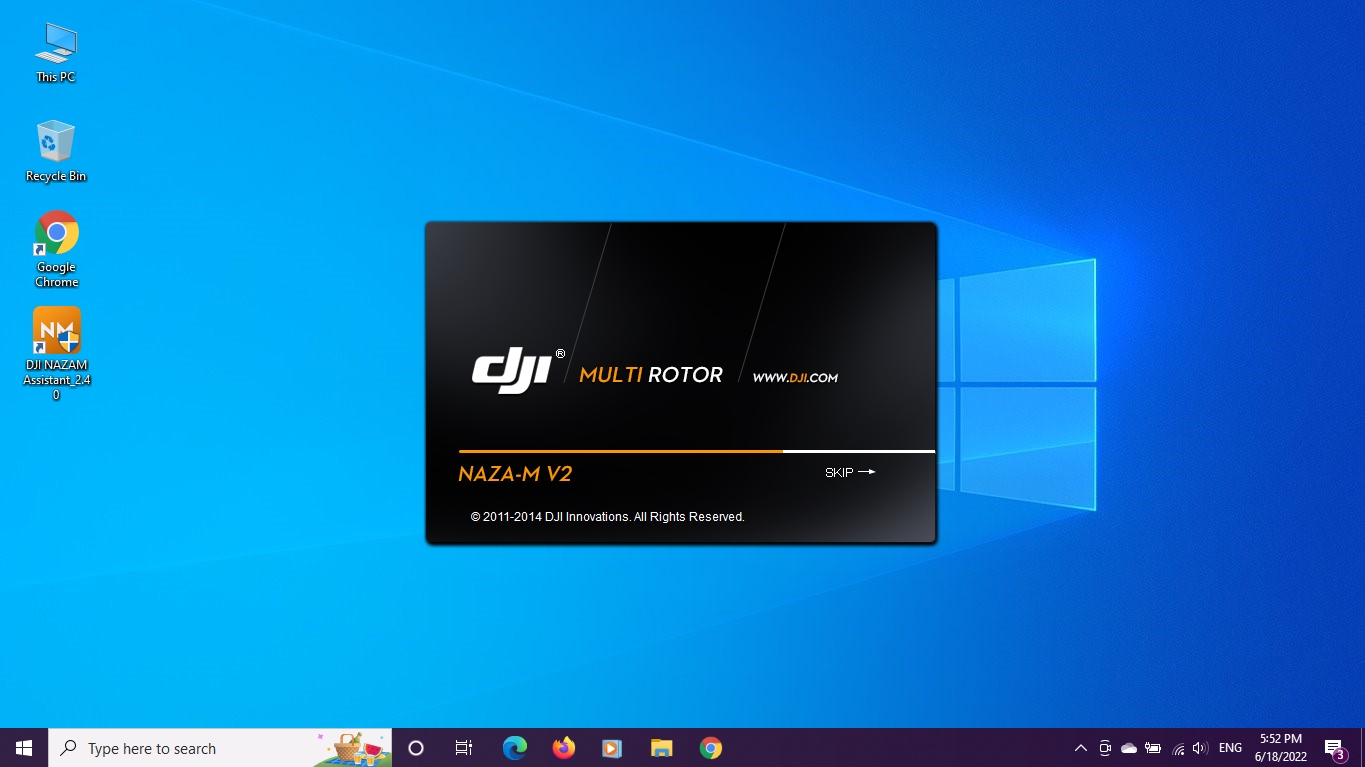 This PC
Recycle Bin
Google
Chrome
NM
DJI NAZAM
Assistant_2.4
0
dji®
MULTI ROTOR
WWW.DJI.COM
NAZA-M V2
SKIP
© 2011-2014 DJI Innovations. All Rights Reserved.
Type here to search
ENG
5:52 PM
6/18/2022
3